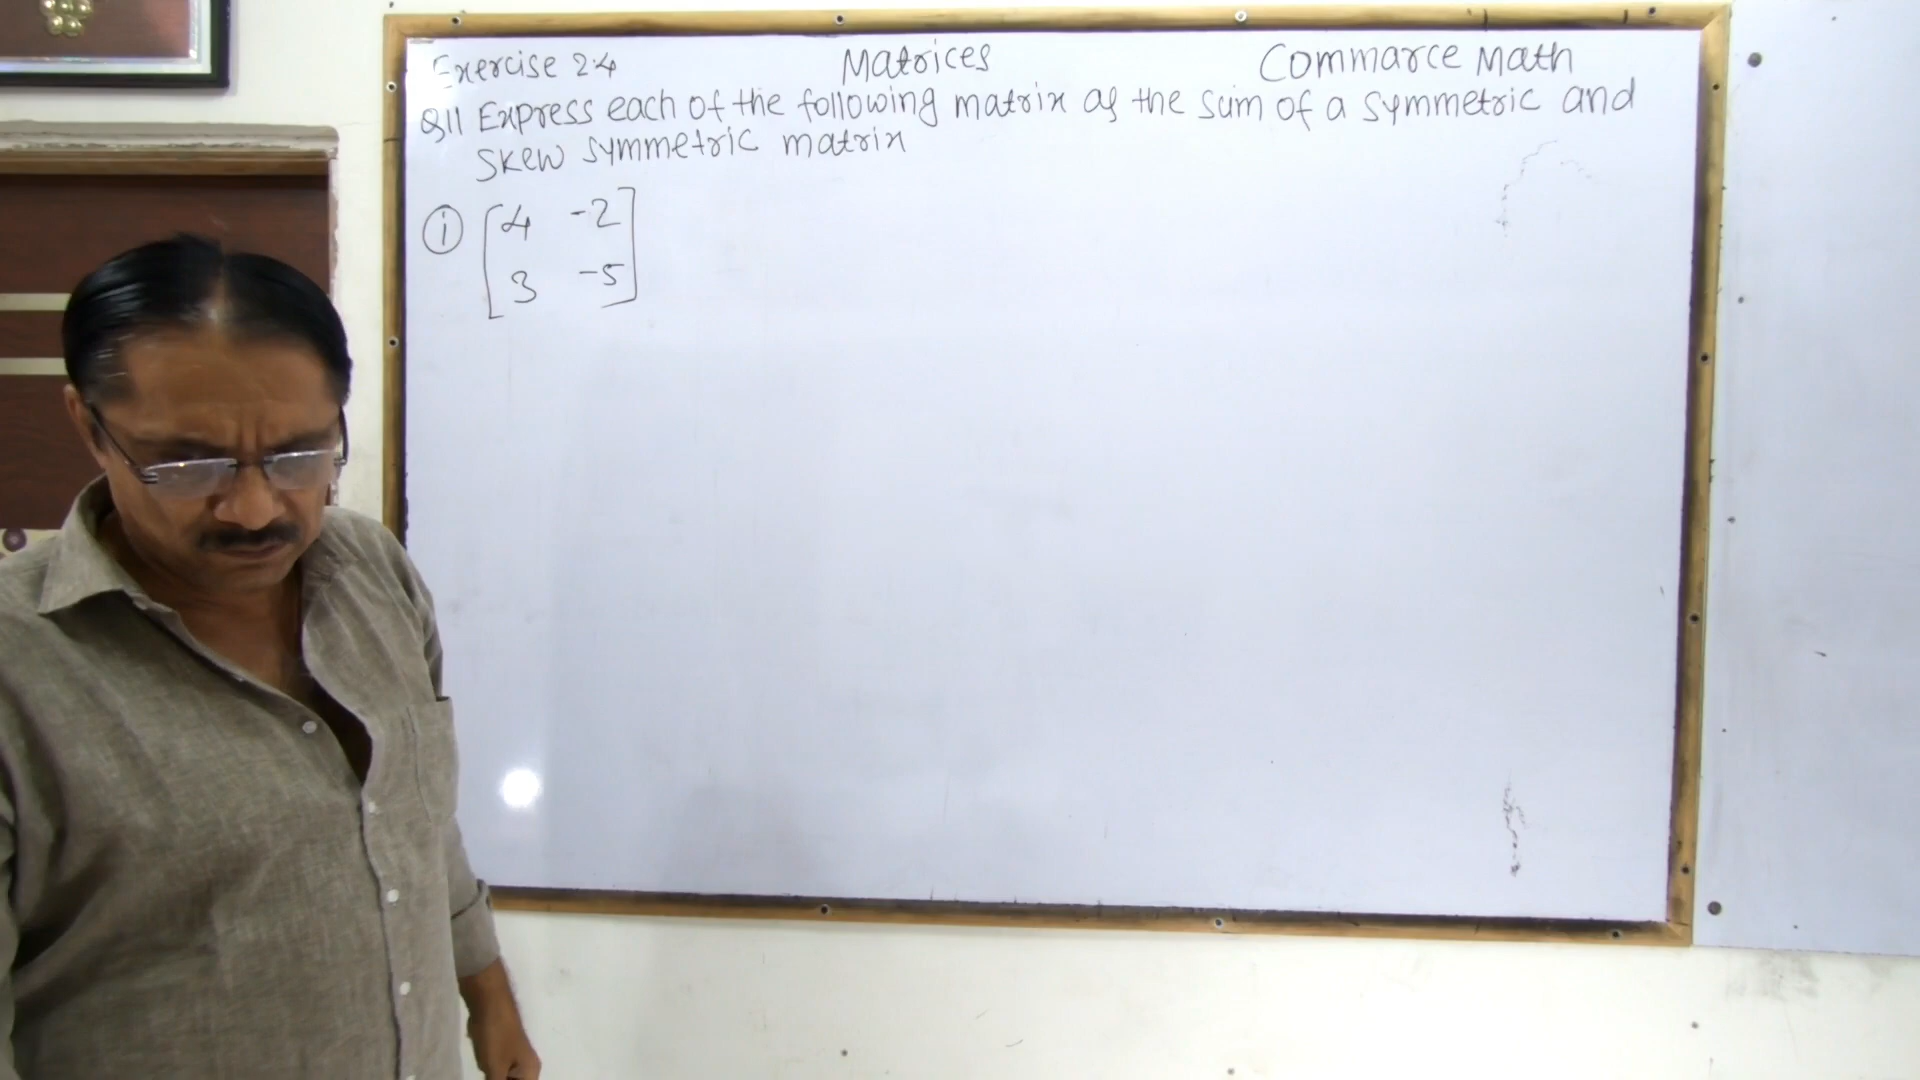 Exercise 2.4 Matrices Commarce Math
Q11 Express each of the following matrix as the sum of a symmetric and
skew symmetric matrix
① [4 -2
3 -5]